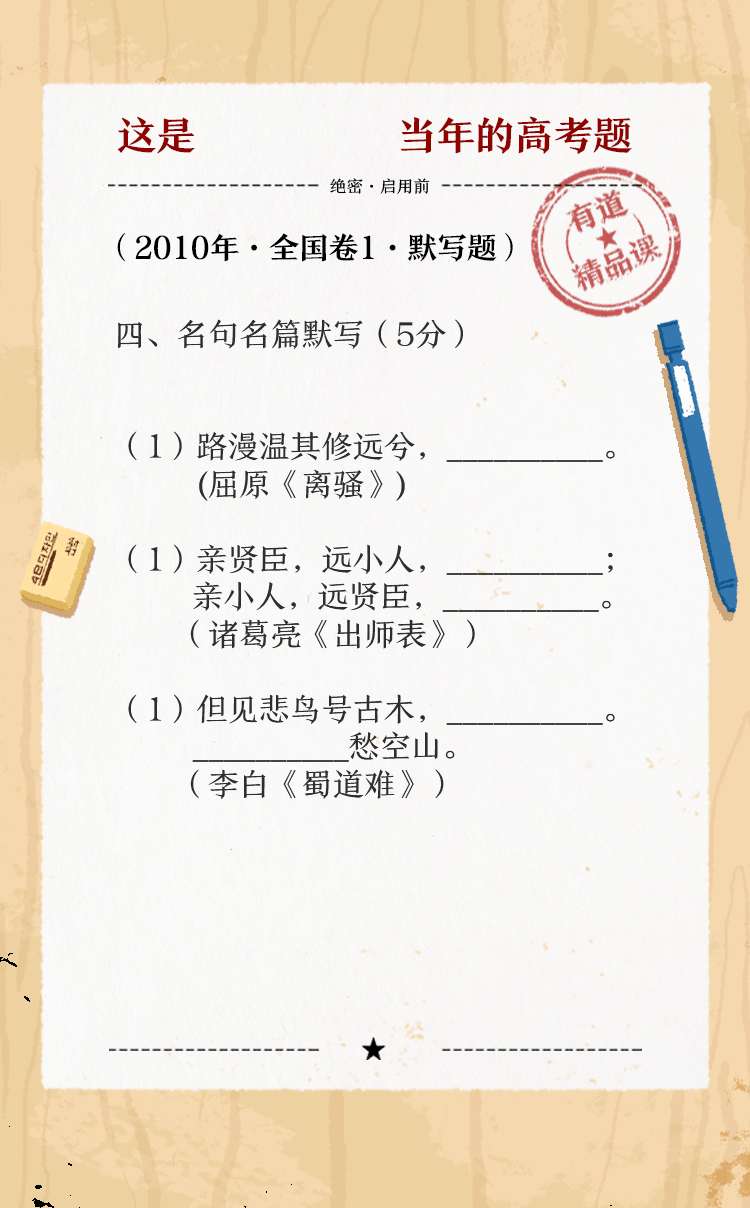 这是 当年的高考题
绝密·启用前
有道
精品课
（2010年·全国卷1·默写题）
四、名句名篇默写（5分）
（1）路漫温其修远兮，__________。
(屈原《离骚》)
（1）亲贤臣，远小人，__________；
亲小人，远贤臣，__________。
（诸葛亮《出师表》）
（1）但见悲鸟号古木，__________。
__________愁空山。
（李白《蜀道难》）